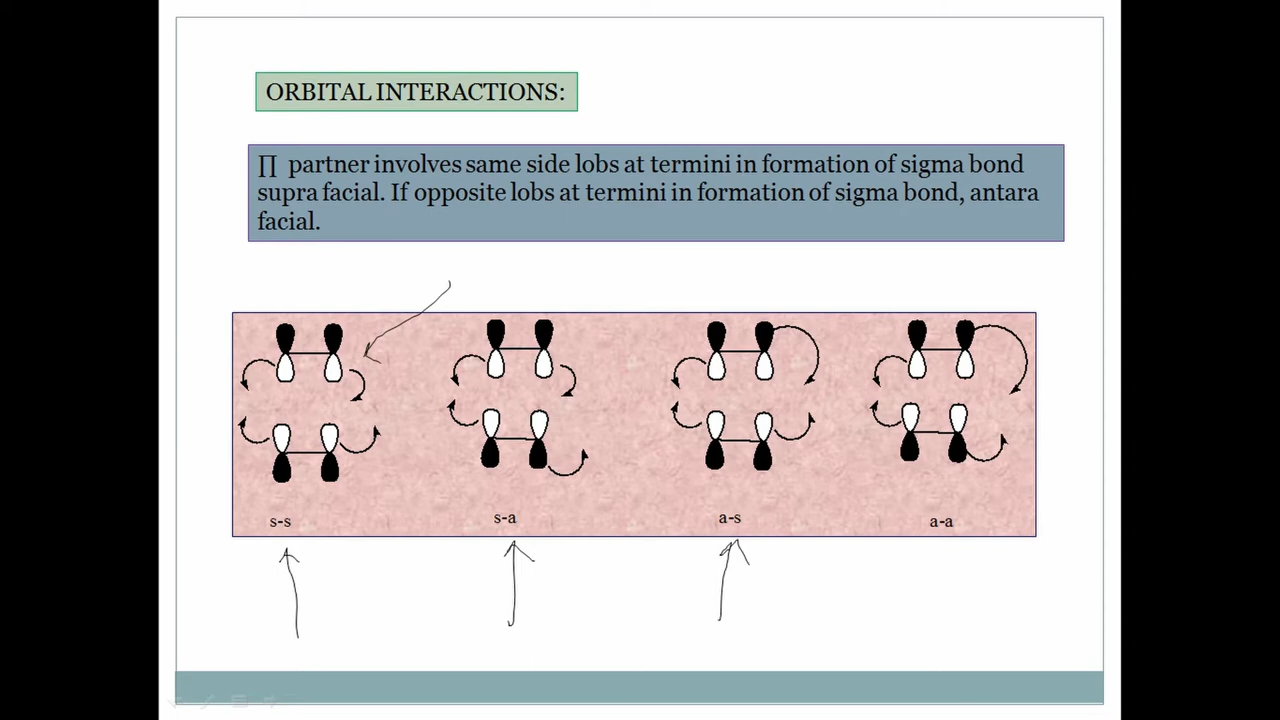 ORBITAL INTERACTIONS:
∏ partner involves same side lobs at termini in formation of sigma bond
supra facial. If opposite lobs at termini in formation of sigma bond, antara
facial.
s-s
s-a
a-s
a-a